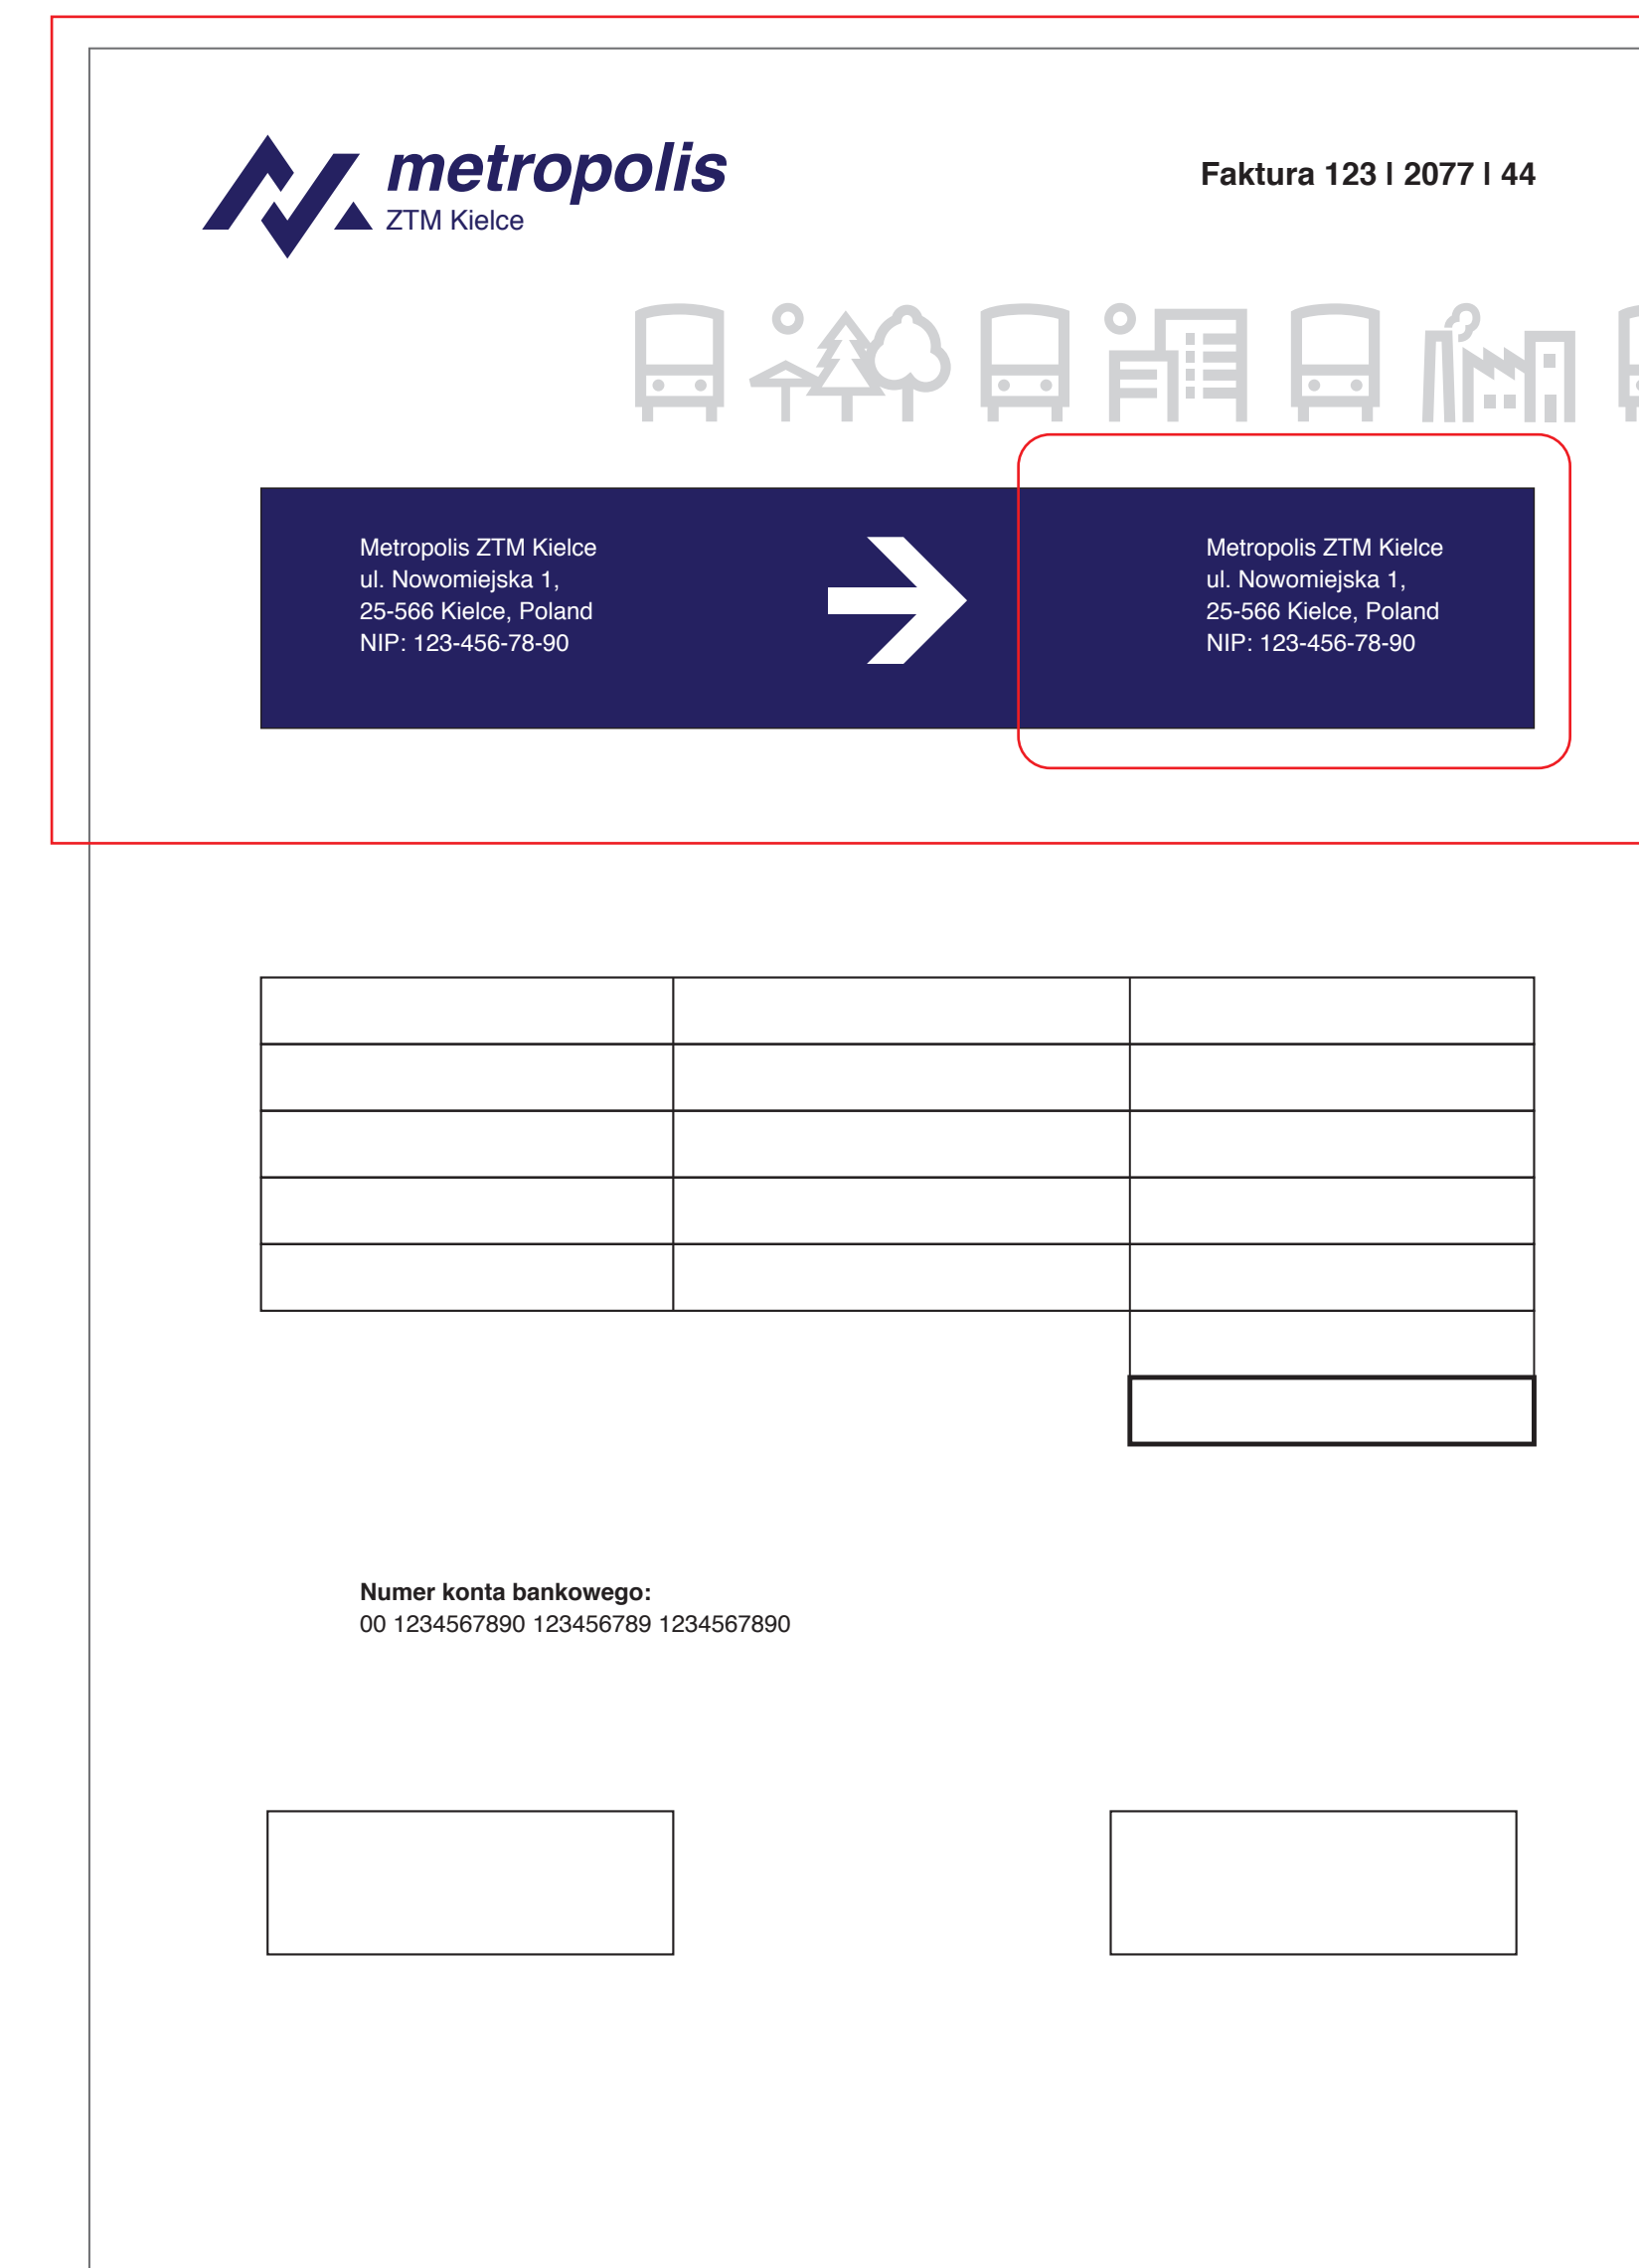 metropolis
ZTM Kielce
Faktura 123 | 2077 | 44
Metropolis ZTM Kielce
ul. Nowomiejska 1,
25-566 Kielce, Poland
NIP: 123-456-78-90
Metropolis ZTM Kielce
ul. Nowomiejska 1,
25-566 Kielce, Poland
NIP: 123-456-78-90
Numer konta bankowego:
00 1234567890 123456789 1234567890